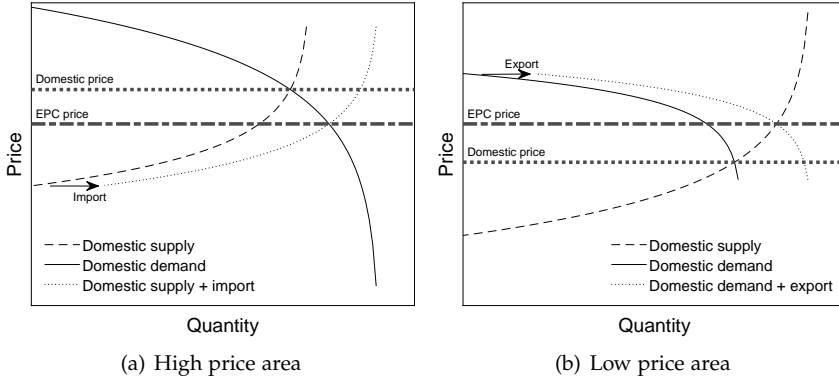 Domestic price
EPC price
Price
Import
Domestic supply
Domestic demand
Domestic supply + import
Quantity
(a) High price area
Export
EPC price
Domestic price
Price
Domestic supply
Domestic demand
Domestic demand + export
Quantity
(b) Low price area